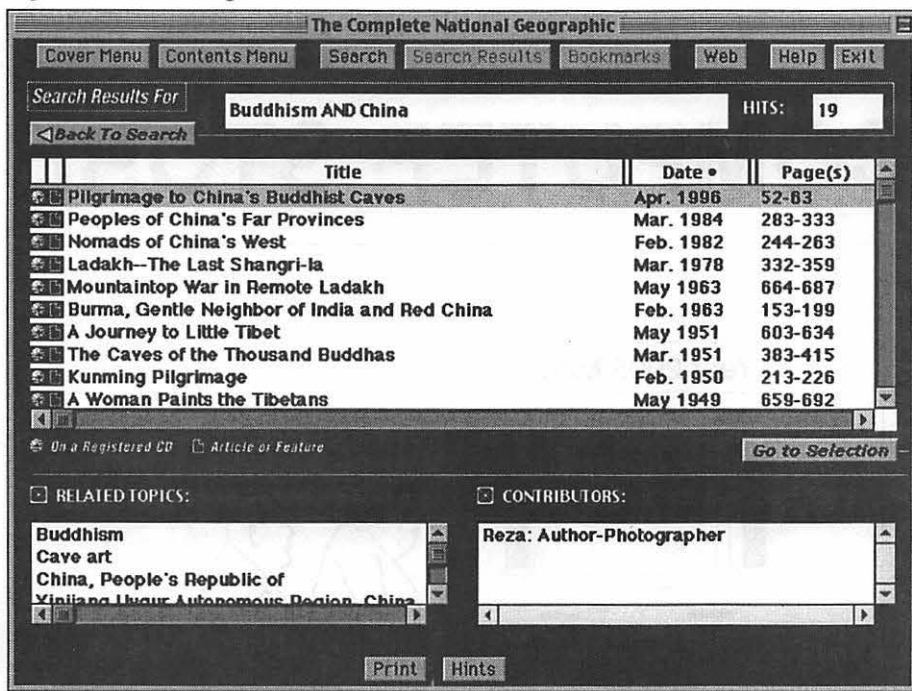 The Complete National Geographic
Cover Menu Contents Menu Search Search Results Bookmarks Web Help Exit
Search Results For Buddhism AND China HITS: 19
Back To Search
Title Date • Page(s)
Pilgrimage to China's Buddhist Caves Apr. 1996 52-63
Peoples of China's Far Provinces Mar. 1984 283-333
Nomads of China's West Feb. 1982 244-263
Ladakh--The Last Shangri-la Mar. 1978 332-359
Mountaintop War in Remote Ladakh May 1963 664-687
Burma, Gentle Neighbor of India and Red China Feb. 1963 153-199
A Journey to Little Tibet May 1951 603-634
The Caves of the Thousand Buddhas Mar. 1951 383-415
Kunming Pilgrimage Feb. 1950 213-226
A Woman Paints the Tibetans May 1949 659-692
On a Registered CD Article or Feature
Go to Selection
RELATED TOPICS: CONTRIBUTORS:
Buddhism Reza: Author-Photographer
Cave art
China, People's Republic of
Xinjiang Uygur Autonomous Region, China
Print Hints